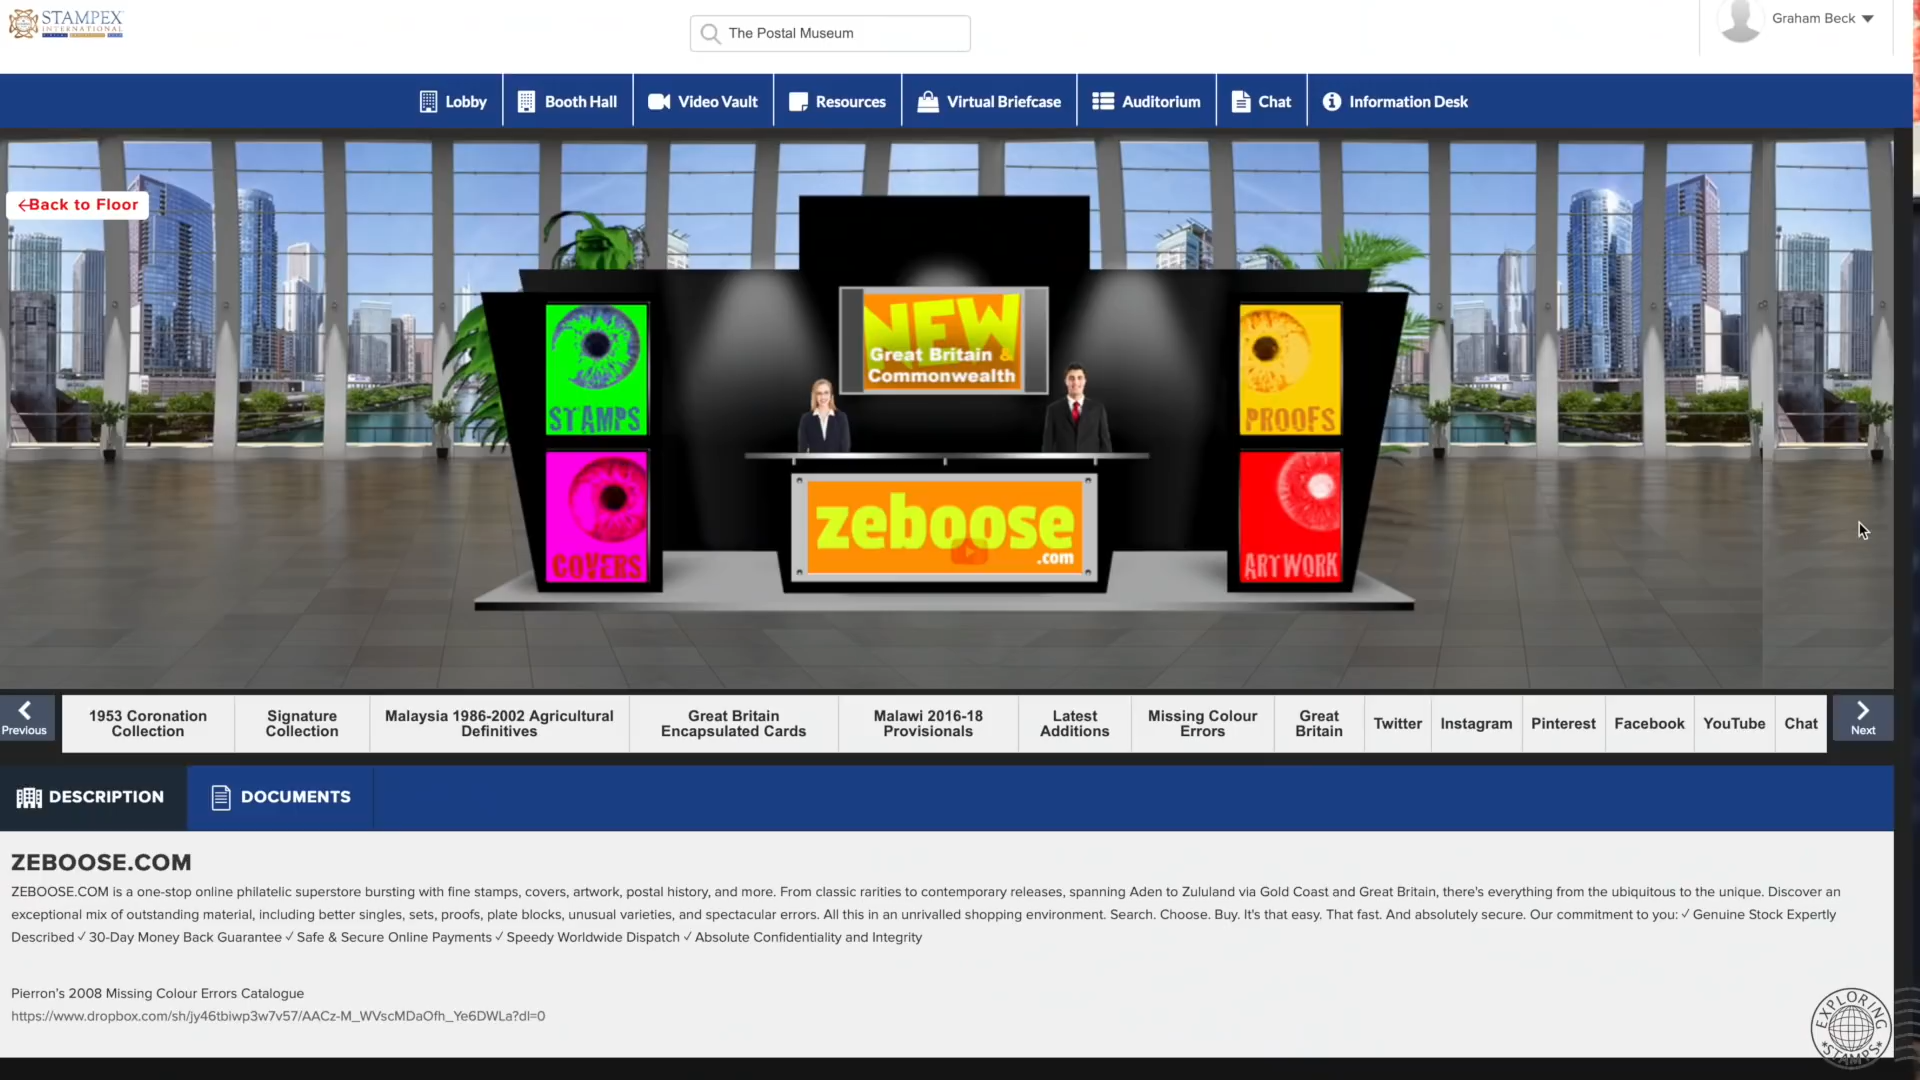 STAMPEX
INTERNATIONAL
The Postal Museum
Graham Beck
Lobby
Booth Hall
Video Vault
Resources
Virtual Briefcase
Auditorium
Chat
Information Desk
Back to Floor
NEW
Great Britain &
Commonwealth
STAMPS
PROOFS
COVERS
ARTWORK
zeboose
.com
Previous
1953 Coronation
Collection
Signature
Collection
Malaysia 1986-2002 Agricultural
Definitives
Great Britain
Encapsulated Cards
Malawi 2016-18
Provisionals
Latest
Additions
Missing Colour
Errors
Great
Britain
Twitter
Instagram
Pinterest
Facebook
YouTube
Chat
Next
DESCRIPTION
DOCUMENTS
ZEBOOSE.COM
ZEBOOSE.COM is a one-stop online philatelic superstore bursting with fine stamps, covers, artwork, postal history, and more. From classic rarities to contemporary releases, spanning Aden to Zululand via Gold Coast and Great Britain, there's everything from the ubiquitous to the unique. Discover an
exceptional mix of outstanding material, including better singles, sets, proofs, plate blocks, unusual varieties, and spectacular errors. All this in an unrivalled shopping environment. Search. Choose. Buy. It's that easy. That fast. And absolutely secure. Our commitment to you: ✓ Genuine Stock Expertly
Described ✓ 30-Day Money Back Guarantee ✓ Safe & Secure Online Payments ✓ Speedy Worldwide Dispatch ✓ Absolute Confidentiality and Integrity
Pierron's 2008 Missing Colour Errors Catalogue
https://www.dropbox.com/sh/jy46tbiwp3w7v57/AACz-M_WVscMDaOfh_Ye6DWLa?dl=0
EXPLORING
STAMPS